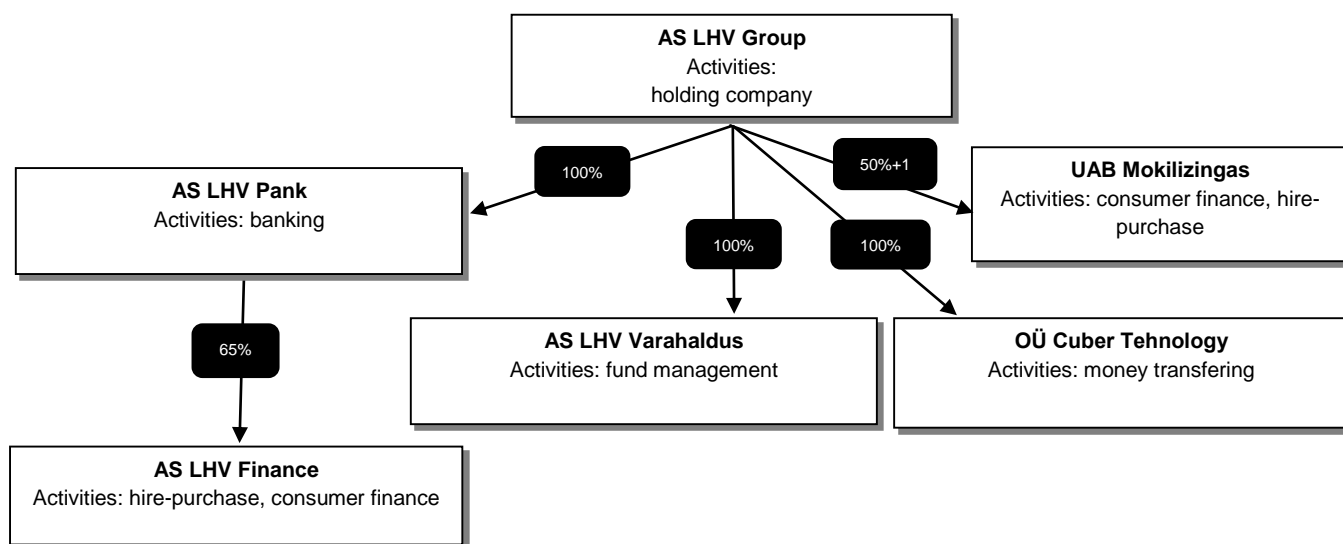 AS LHV Group
Activities:
holding company
100%
50%+1
AS LHV Pank
Activities: banking
UAB Mokilizingas
Activities: consumer finance, hire-
purchase
100%
100%
65%
AS LHV Varahaldus
Activities: fund management
OÜ Cuber Tehnology
Activities: money transfering
AS LHV Finance
Activities: hire-purchase, consumer finance